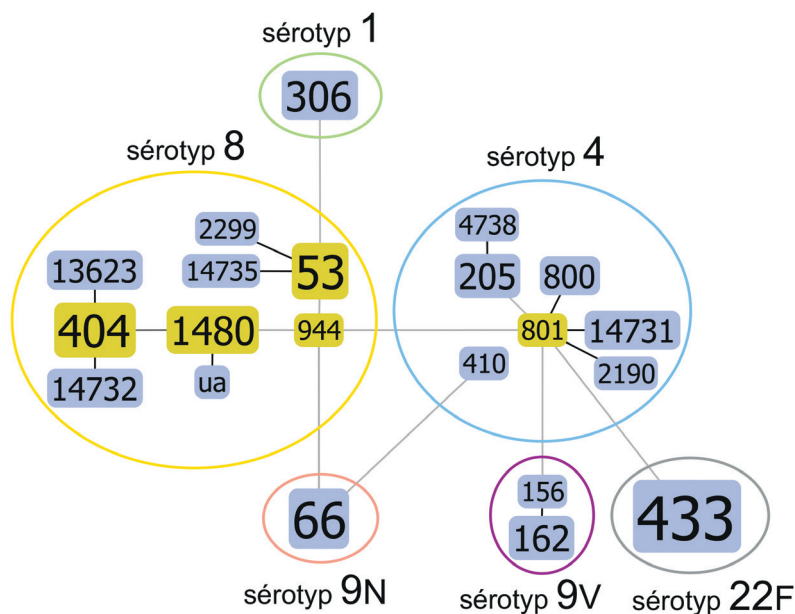 sérotyp 1
306
sérotyp 8
sérotyp 4
2299
4738
14735
53
205
800
13623
404
1480
944
801
14731
14732
ua
410
2190
66
156
162
433
sérotyp 9N
sérotyp 9V
sérotyp 22F